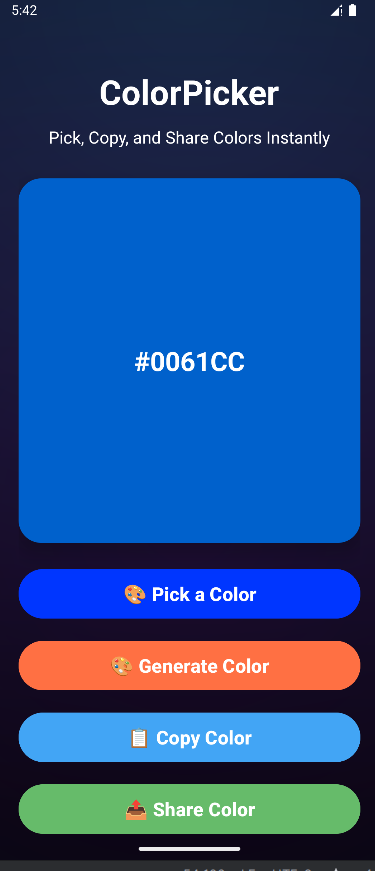 5:42
ColorPicker
Pick, Copy, and Share Colors Instantly
#0061CC
🎨 Pick a Color
🎨 Generate Color
📋 Copy Color
📤 Share Color